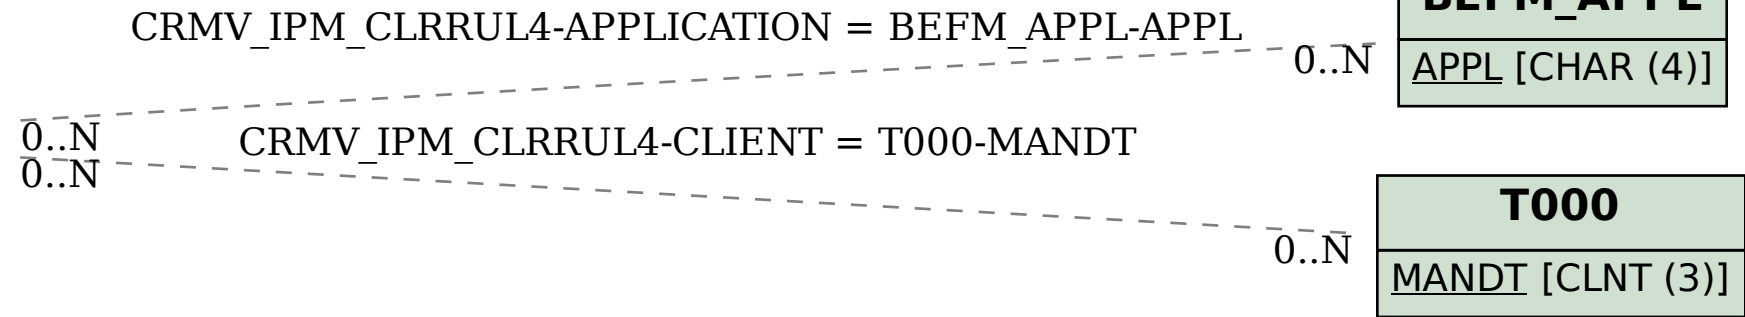 BEFM_APPL
CRMV_IPM_CLRRUL4-APPLICATION = BEFM_APPL-APPL
0..N
APPL [CHAR (4)]
0..N
CRMV_IPM_CLRRUL4-CLIENT = T000-MANDT
0..N
T000
0..N
MANDT [CLNT (3)]